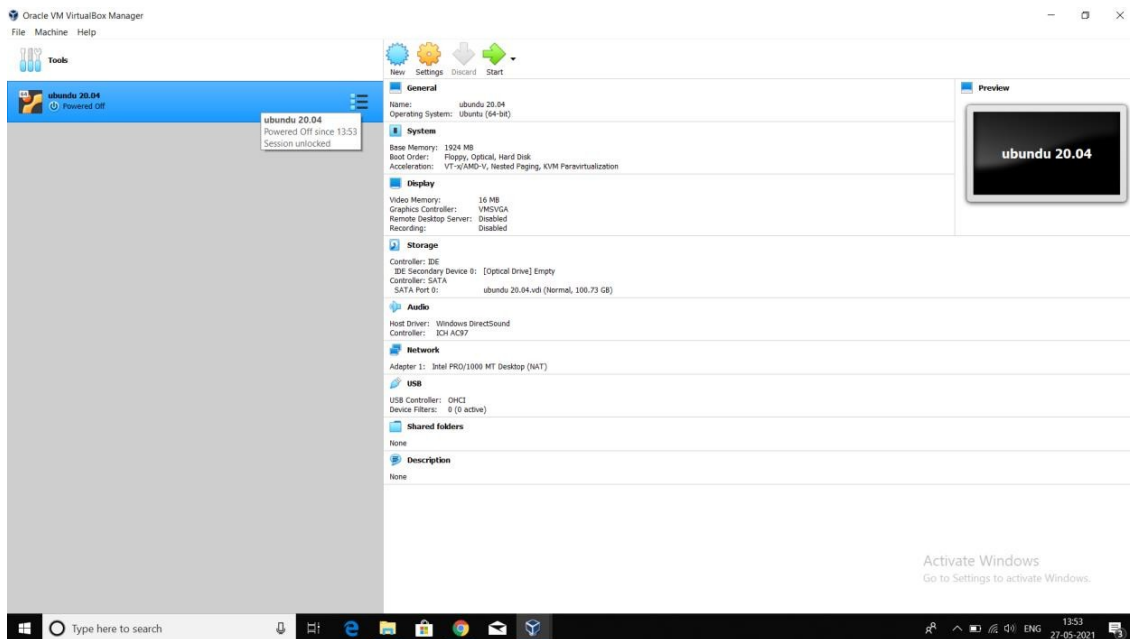 Oracle VM VirtualBox Manager
File Machine Help
Tools
New Settings Discard Start
64
ubundu 20.04
Powered Off
ubundu 20.04
Powered Off since 13:53
Session unlocked
General
Name: ubundu 20.04
Operating System: Ubuntu (64-bit)
System
Base Memory: 1924 MB
Boot Order: Floppy, Optical, Hard Disk
Acceleration: VT-x/AMD-V, Nested Paging, KVM Paravirtualization
Display
Video Memory: 16 MB
Graphics Controller: VMSVGA
Remote Desktop Server: Disabled
Recording: Disabled
Storage
Controller: IDE
IDE Secondary Device 0: [Optical Drive] Empty
Controller: SATA
SATA Port 0: ubundu 20.04.vdi (Normal, 100.73 GB)
Audio
Host Driver: Windows DirectSound
Controller: ICH AC97
Network
Adapter 1: Intel PRO/1000 MT Desktop (NAT)
USB
USB Controller: OHCI
Device Filters: 0 (0 active)
Shared folders
None
Description
None
Preview
ubundu 20.04
Activate Windows
Go to Settings to activate Windows.
Type here to search
ENG
13:53
27-05-2021
3